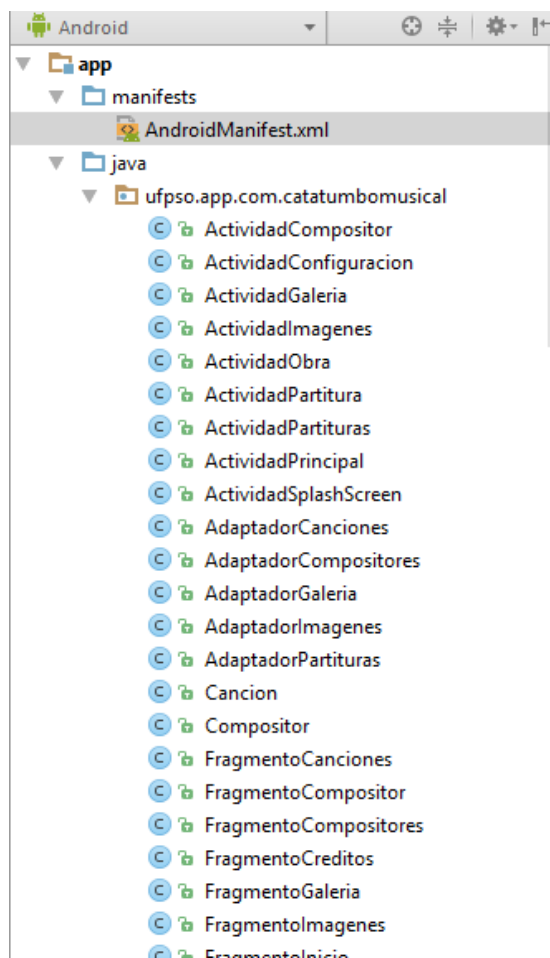 Android
app
manifests
AndroidManifest.xml
java
ufpso.app.com.catatumbomusical
C ActividadCompositor
C ActividadConfiguracion
C ActividadGaleria
C ActividadImagenes
C ActividadObra
C ActividadPartitura
C ActividadPartituras
C ActividadPrincipal
C ActividadSplashScreen
C AdaptadorCanciones
C AdaptadorCompositores
C AdaptadorGaleria
C AdaptadorImagenes
C AdaptadorPartituras
C Cancion
C Compositor
C FragmentoCanciones
C FragmentoCompositor
C FragmentoCompositores
C FragmentoCreditos
C FragmentoGaleria
C FragmentoImagenes
C FragmentoInicio